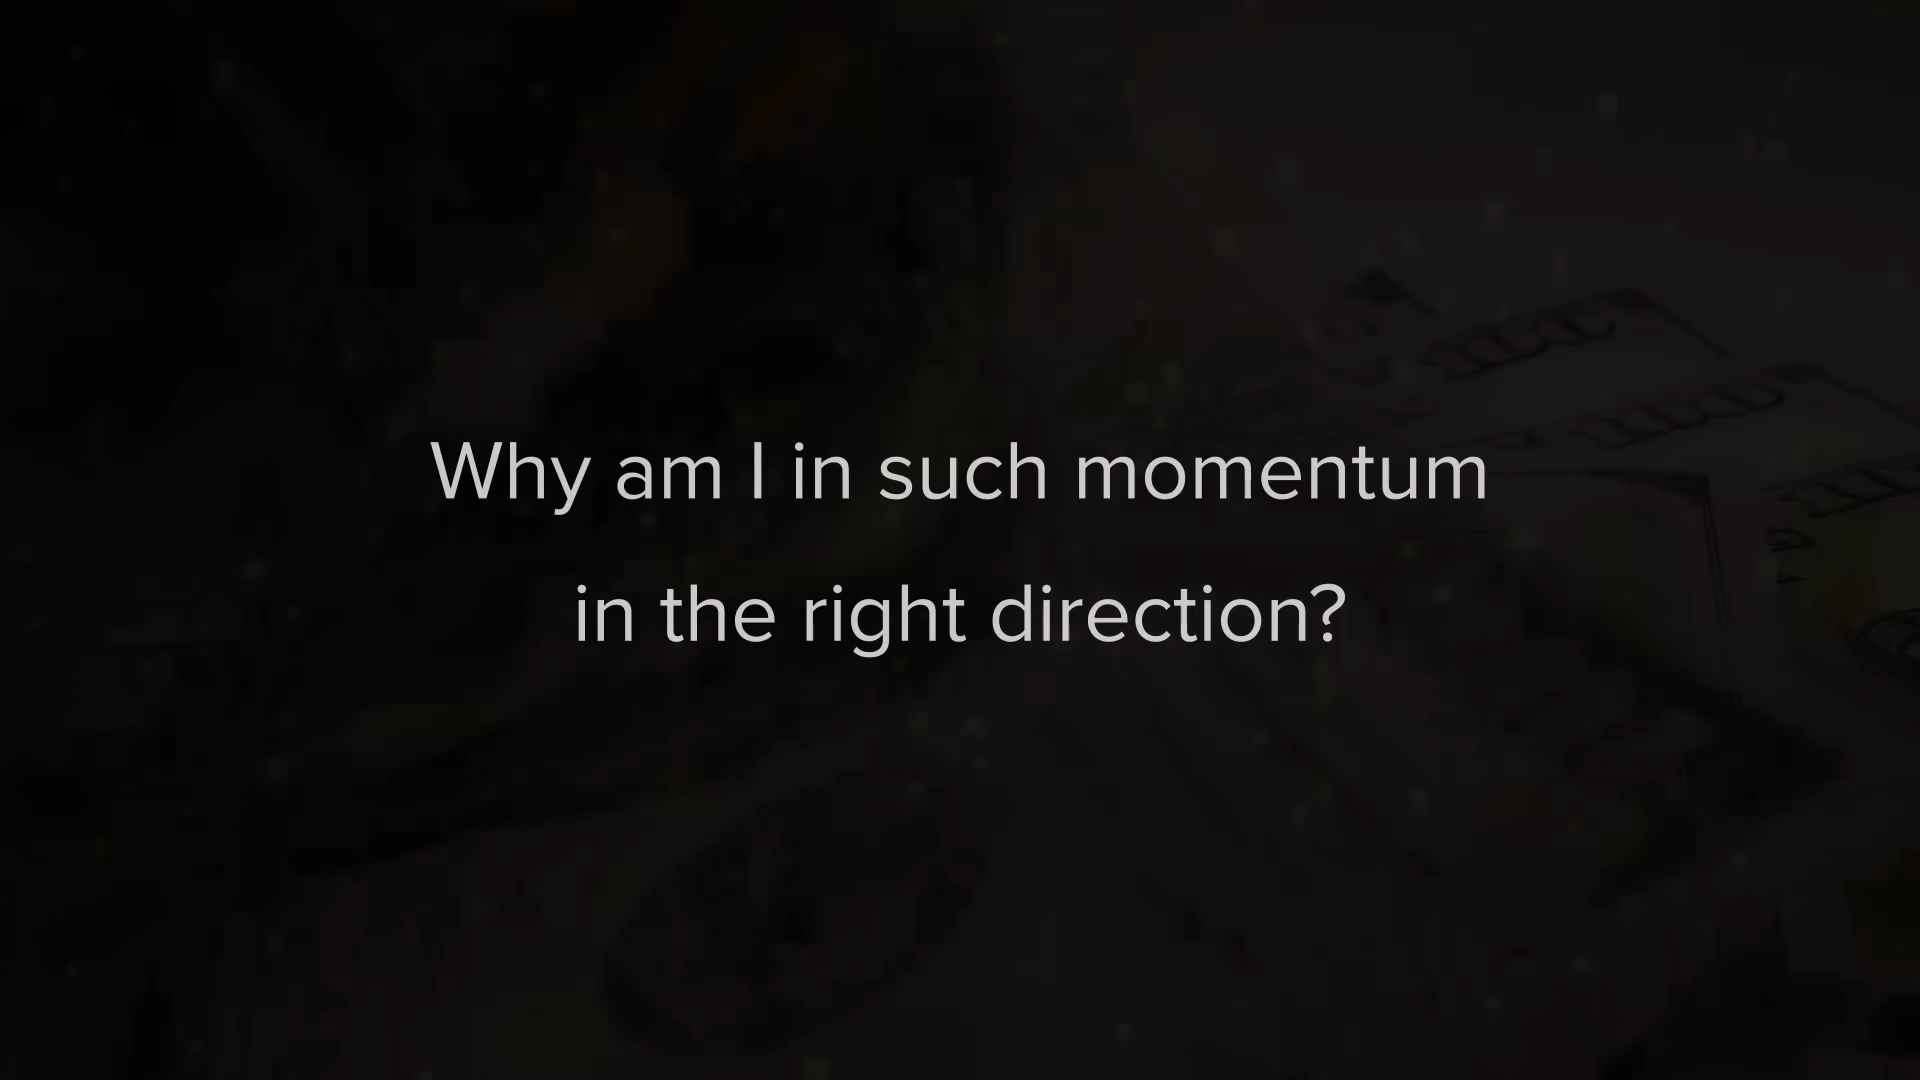 Why am I in such momentum
in the right direction?